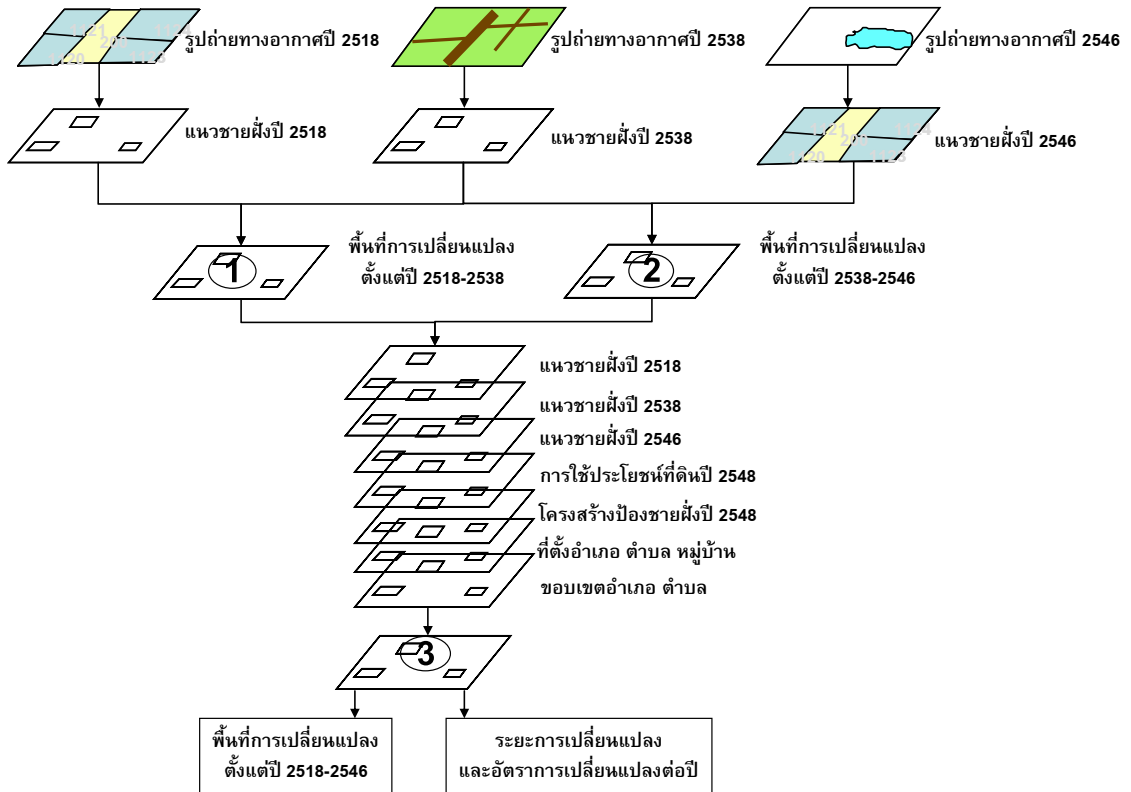 1121
1124
200
1120
1123
รูปถ่ายทางอากาศปี 2518
รูปถ่ายทางอากาศปี 2538
รูปถ่ายทางอากาศปี 2546
แนวชายฝั่งปี 2518
แนวชายฝั่งปี 2538
1121
1124
200
1120
1123
แนวชายฝั่งปี 2546
1
พื้นที่การเปลี่ยนแปลง
ตั้งแต่ปี 2518-2538
2
พื้นที่การเปลี่ยนแปลง
ตั้งแต่ปี 2538-2546
แนวชายฝั่งปี 2518
แนวชายฝั่งปี 2538
แนวชายฝั่งปี 2546
การใช้ประโยชน์ที่ดินปี 2548
โครงสร้างป้องชายฝั่งปี 2548
ที่ตั้งอำเภอ ตำบล หมู่บ้าน
ขอบเขตอำเภอ ตำบล
3
พื้นที่การเปลี่ยนแปลง
ตั้งแต่ปี 2518-2546
ระยะการเปลี่ยนแปลง
และอัตราการเปลี่ยนแปลงต่อปี